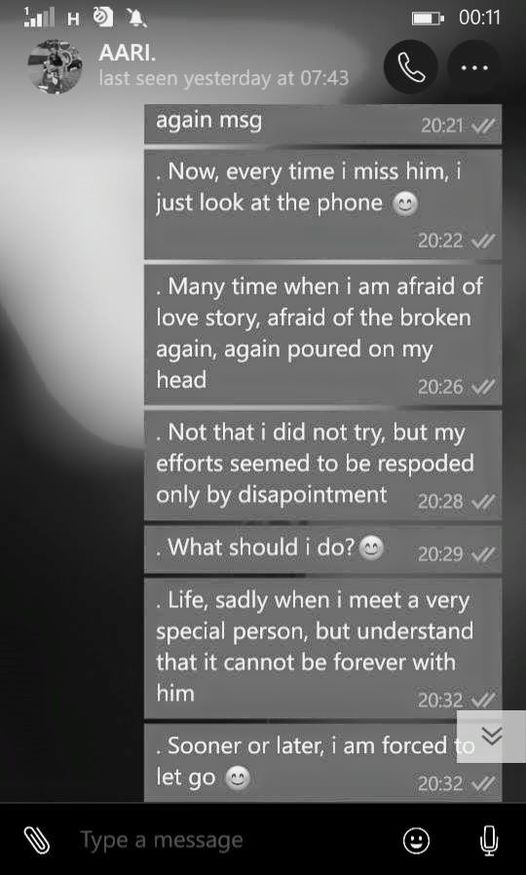 1 H 00:11
AARI.
last seen yesterday at 07:43
again msg 20:21
. Now, every time i miss him, i
just look at the phone 😊
20:22
. Many time when i am afraid of
love story, afraid of the broken
again, again poured on my
head 20:26
. Not that i did not try, but my
efforts seemed to be respoded
only by disapointment 20:28
. What should i do?😊 20:29
. Life, sadly when i meet a very
special person, but understand
that it cannot be forever with
him 20:32
. Sooner or later, i am forced to
let go 😊 20:32
Type a message